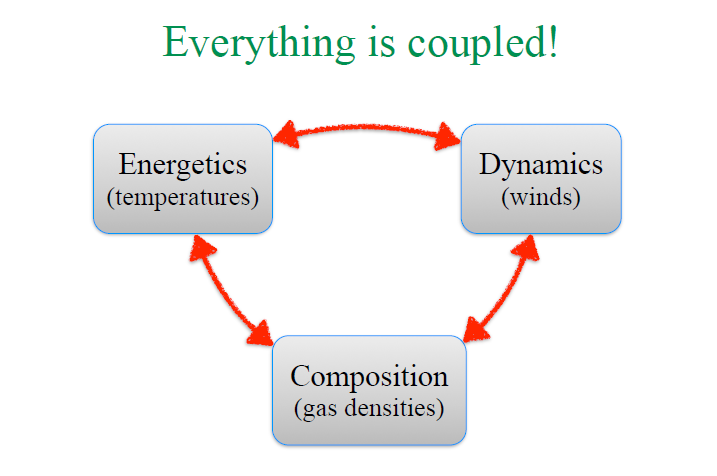 Everything is coupled!
Energetics
(temperatures)
Dynamics
(winds)
Composition
(gas densities)